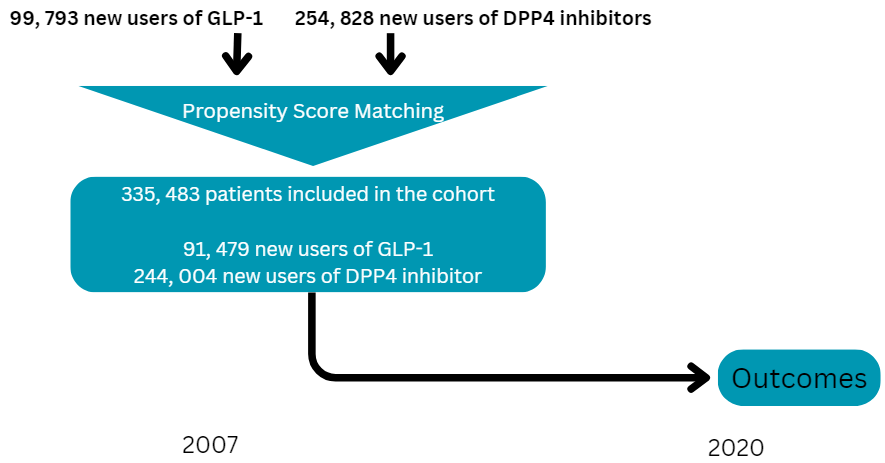 99, 793 new users of GLP-1
254, 828 new users of DPP4 inhibitors
Propensity Score Matching
335, 483 patients included in the cohort
91, 479 new users of GLP-1
244, 004 new users of DPP4 inhibitor
Outcomes
2007
2020